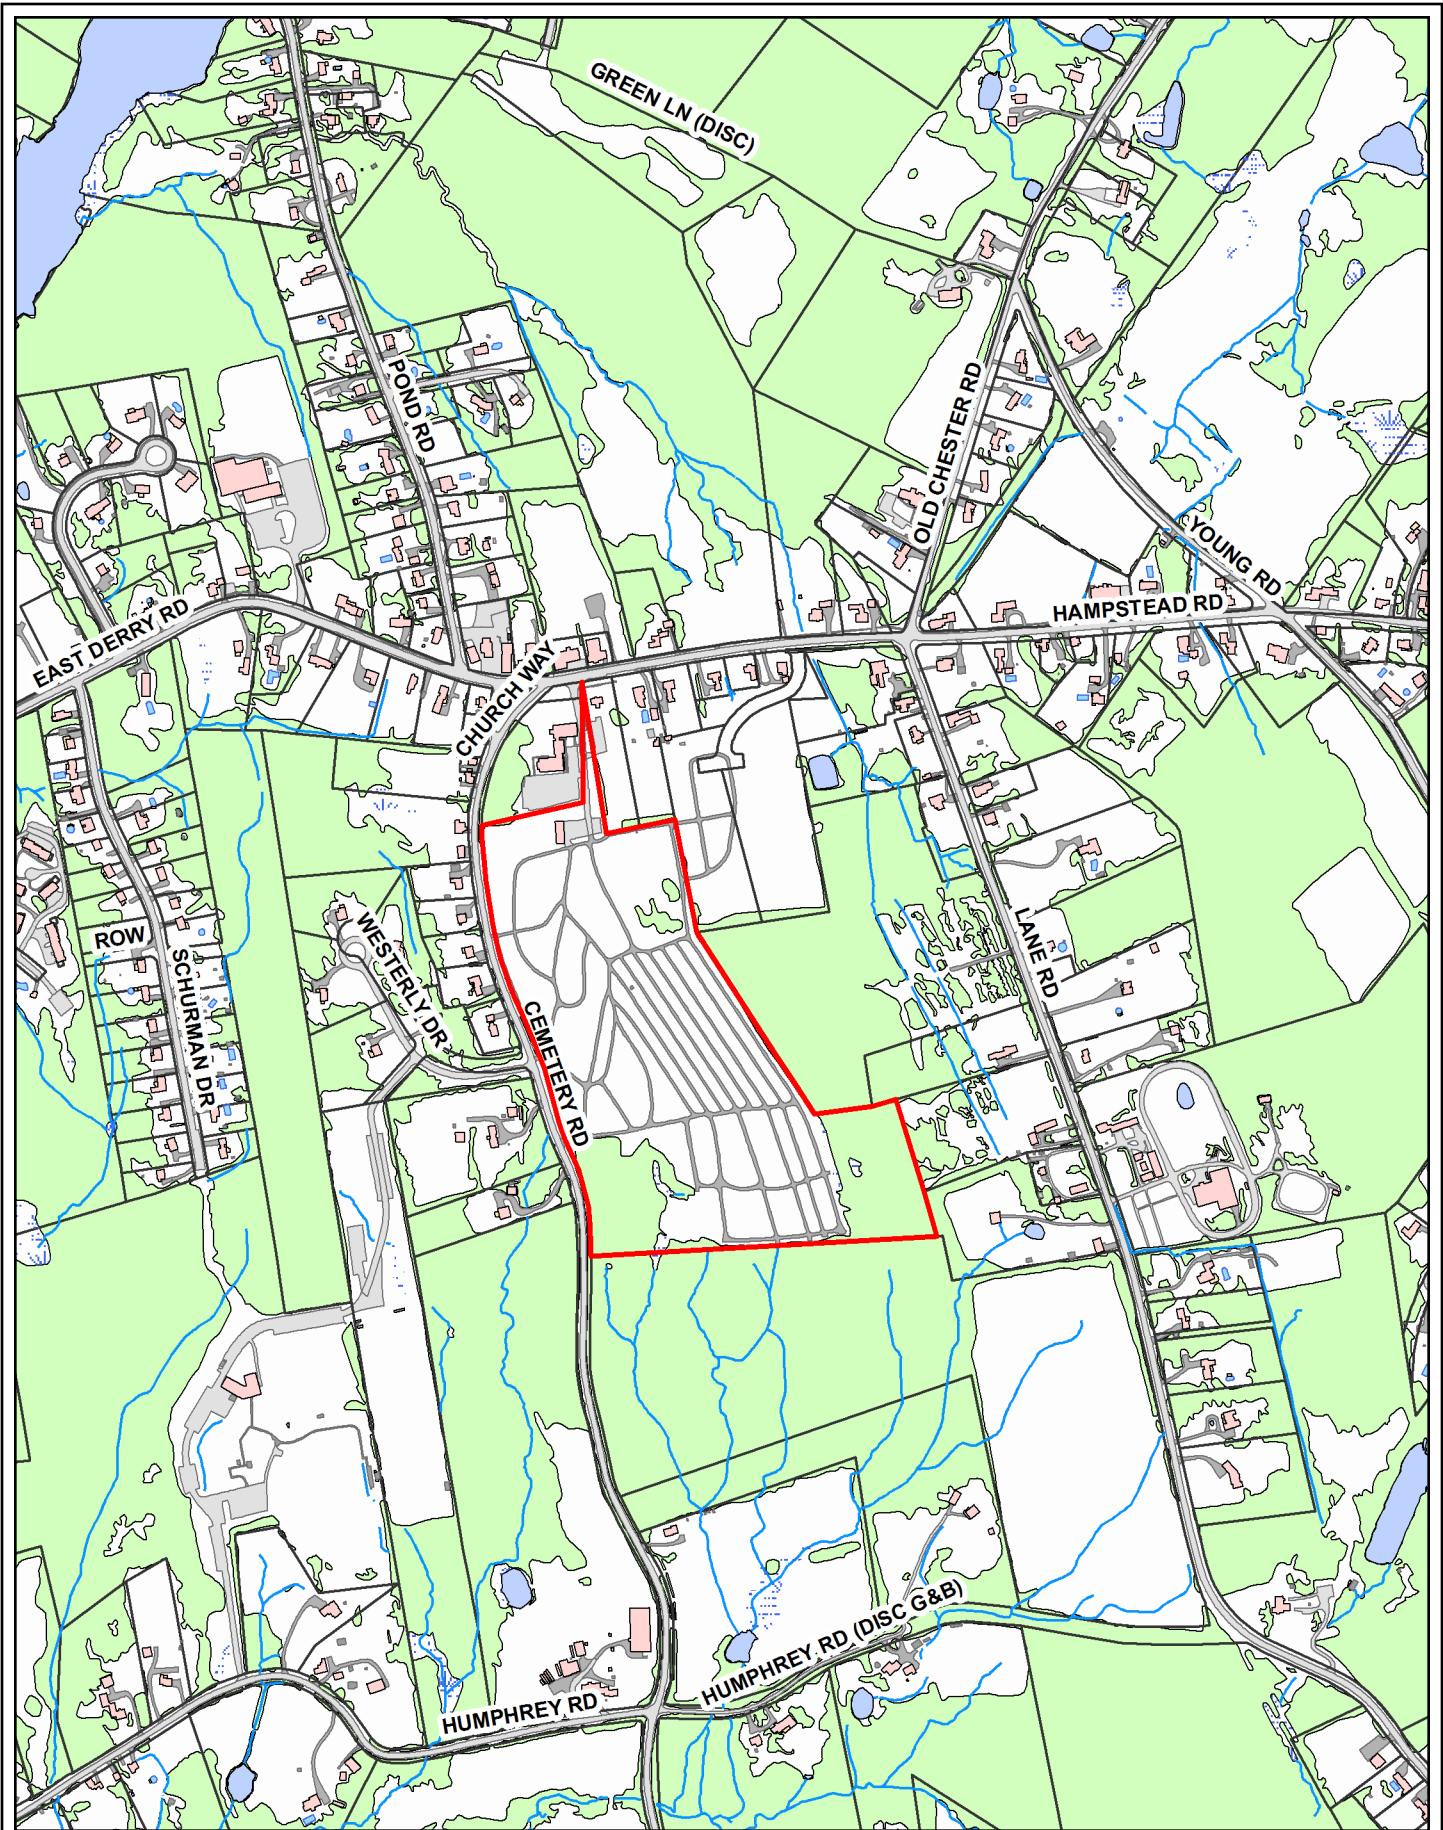 GREEN LN (DISC)
POND RD
OLD CHESTER RD
YOUNG RD
HAMPSTEAD RD
EAST DERRY RD
CHURCH WAY
ROW
SCHURMAN DR
WESTERLY DR
LANE RD
CEMETERY RD
HUMPHREY RD (DISC G&B)
HUMPHREY RD